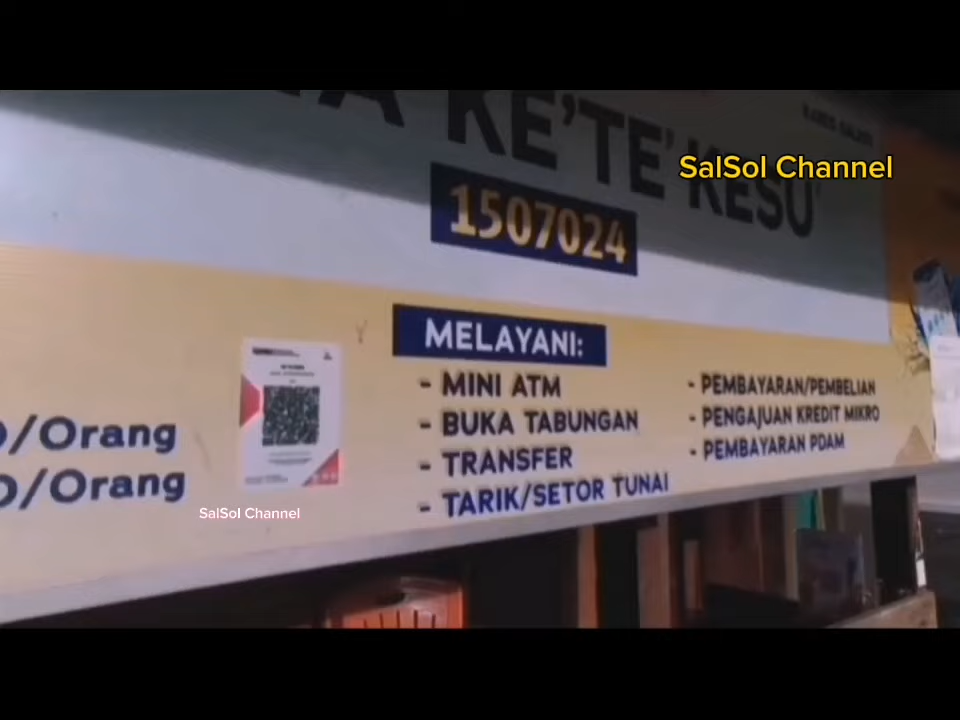 KE'TE' KESU'
SalSol Channel
1507024
MELAYANI:
- MINI ATM
- BUKA TABUNGAN
- TRANSFER
- TARIK/SETOR TUNAI
- PEMBAYARAN/PEMBELIAN
- PENGAJUAN KREDIT MIKRO
- PEMBAYARAN PDAM
/Orang
/Orang
SalSol Channel